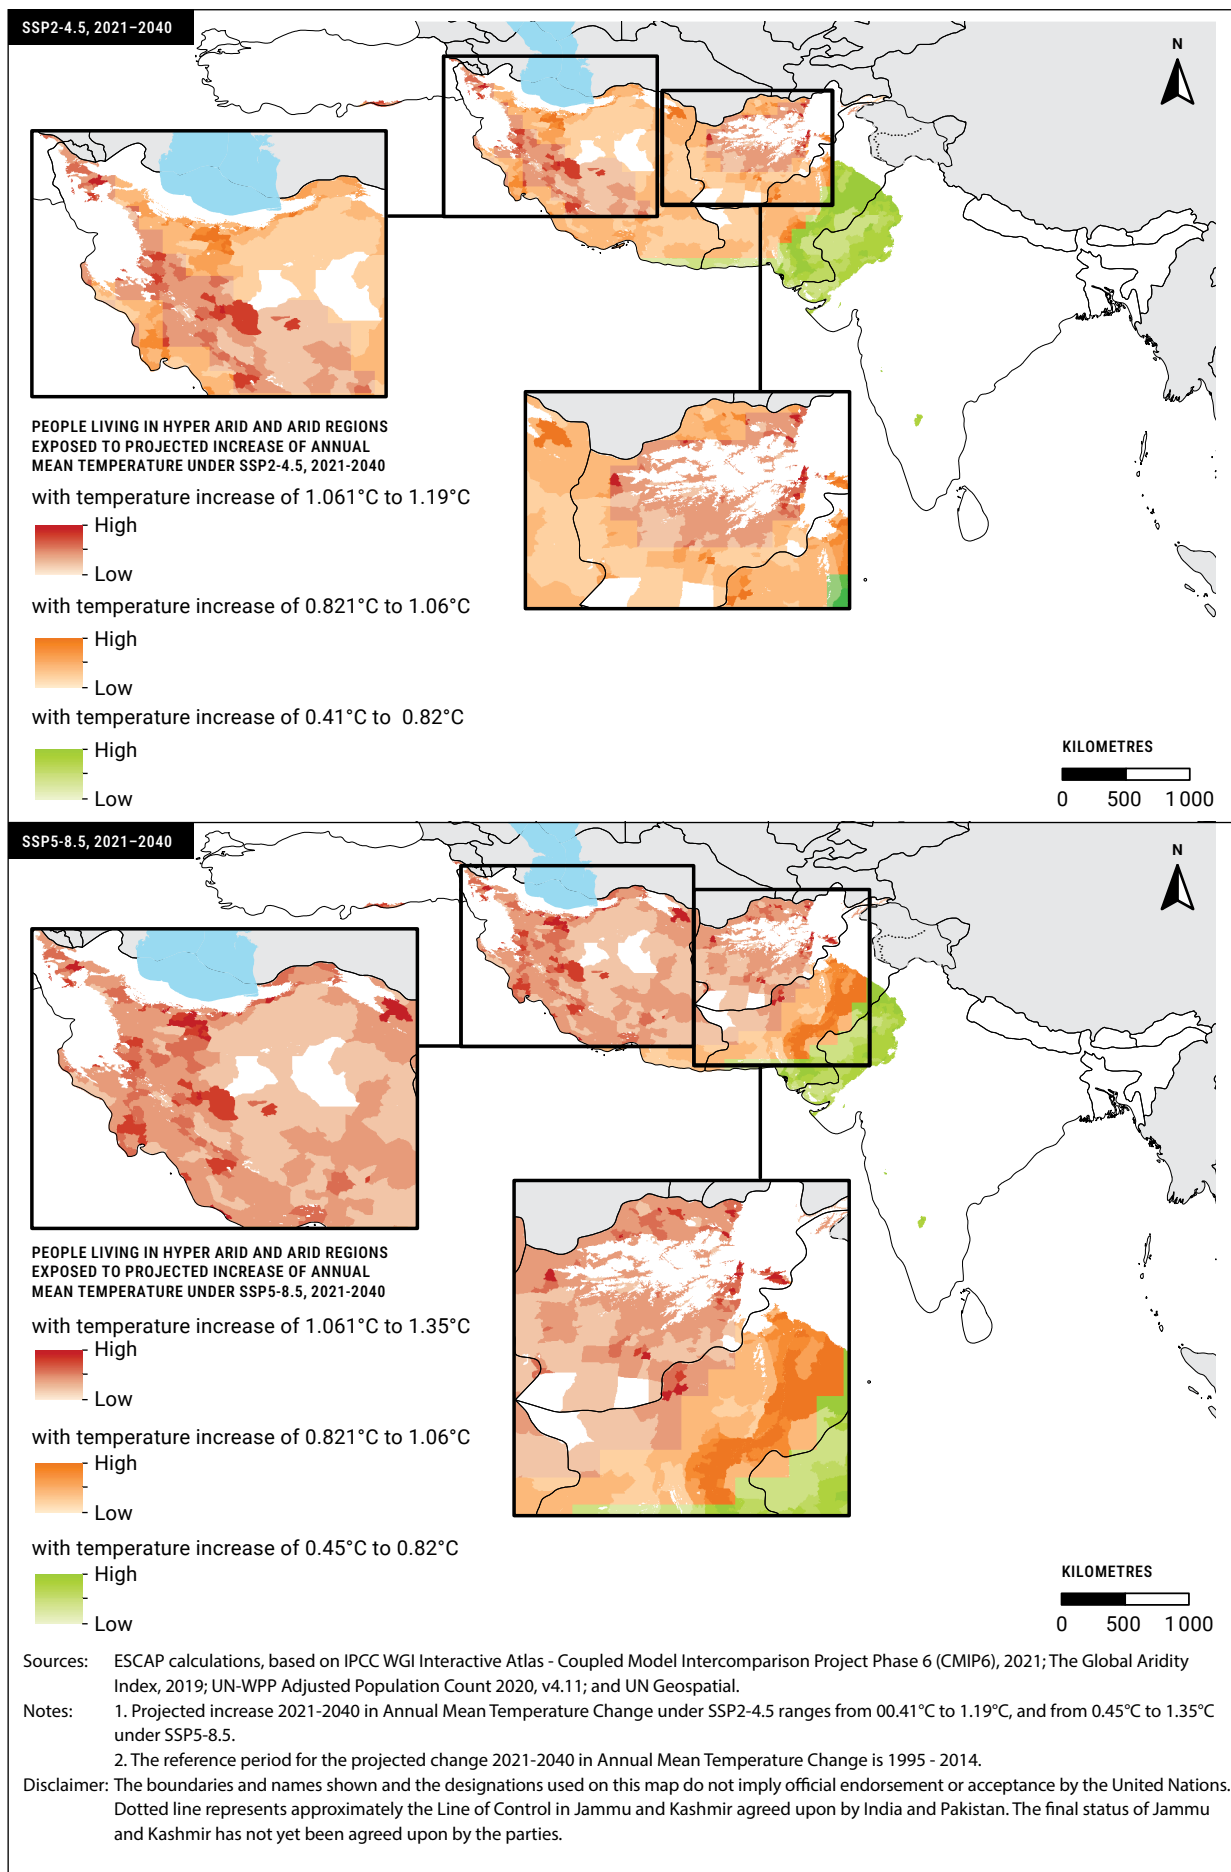 SSP2-4.5, 2021–2040
N
PEOPLE LIVING IN HYPER ARID AND ARID REGIONS
EXPOSED TO PROJECTED INCREASE OF ANNUAL
MEAN TEMPERATURE UNDER SSP2-4.5, 2021-2040
with temperature increase of 1.061°C to 1.19°C
High
Low
with temperature increase of 0.821°C to 1.06°C
High
Low
with temperature increase of 0.41°C to 0.82°C
High
Low
KILOMETRES
0 500 1 000
SSP5-8.5, 2021–2040
N
PEOPLE LIVING IN HYPER ARID AND ARID REGIONS
EXPOSED TO PROJECTED INCREASE OF ANNUAL
MEAN TEMPERATURE UNDER SSP5-8.5, 2021-2040
with temperature increase of 1.061°C to 1.35°C
High
Low
with temperature increase of 0.821°C to 1.06°C
High
Low
with temperature increase of 0.45°C to 0.82°C
High
Low
KILOMETRES
0 500 1 000
Sources: ESCAP calculations, based on IPCC WGI Interactive Atlas - Coupled Model Intercomparison Project Phase 6 (CMIP6), 2021; The Global Aridity
Index, 2019; UN-WPP Adjusted Population Count 2020, v4.11; and UN Geospatial.
Notes: 1. Projected increase 2021-2040 in Annual Mean Temperature Change under SSP2-4.5 ranges from 00.41°C to 1.19°C, and from 0.45°C to 1.35°C
under SSP5-8.5.
2. The reference period for the projected change 2021-2040 in Annual Mean Temperature Change is 1995 - 2014.
Disclaimer: The boundaries and names shown and the designations used on this map do not imply official endorsement or acceptance by the United Nations.
Dotted line represents approximately the Line of Control in Jammu and Kashmir agreed upon by India and Pakistan. The final status of Jammu
and Kashmir has not yet been agreed upon by the parties.